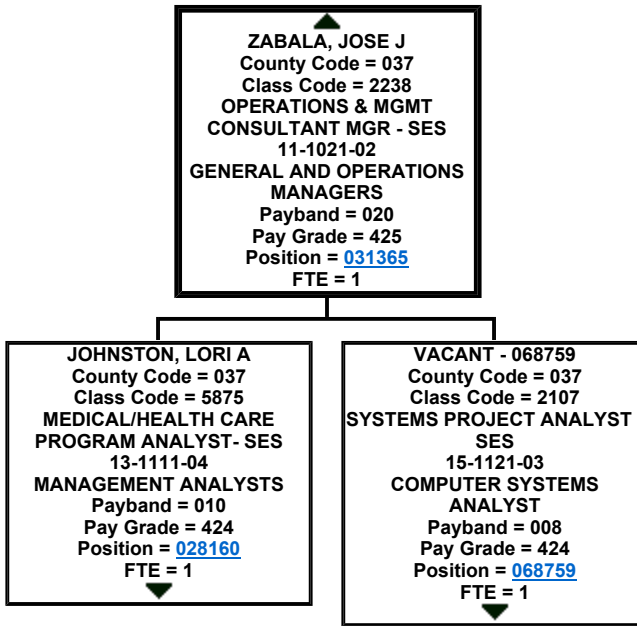 ZABALA, JOSE J
County Code = 037
Class Code = 2238
OPERATIONS & MGMT
CONSULTANT MGR - SES
11-1021-02
GENERAL AND OPERATIONS
MANAGERS
Payband = 020
Pay Grade = 425
Position = 031365
FTE = 1
JOHNSTON, LORI A
County Code = 037
Class Code = 5875
MEDICAL/HEALTH CARE
PROGRAM ANALYST- SES
13-1111-04
MANAGEMENT ANALYSTS
Payband = 010
Pay Grade = 424
Position = 028160
FTE = 1
VACANT - 068759
County Code = 037
Class Code = 2107
SYSTEMS PROJECT ANALYST
SES
15-1121-03
COMPUTER SYSTEMS
ANALYST
Payband = 008
Pay Grade = 424
Position = 068759
FTE = 1